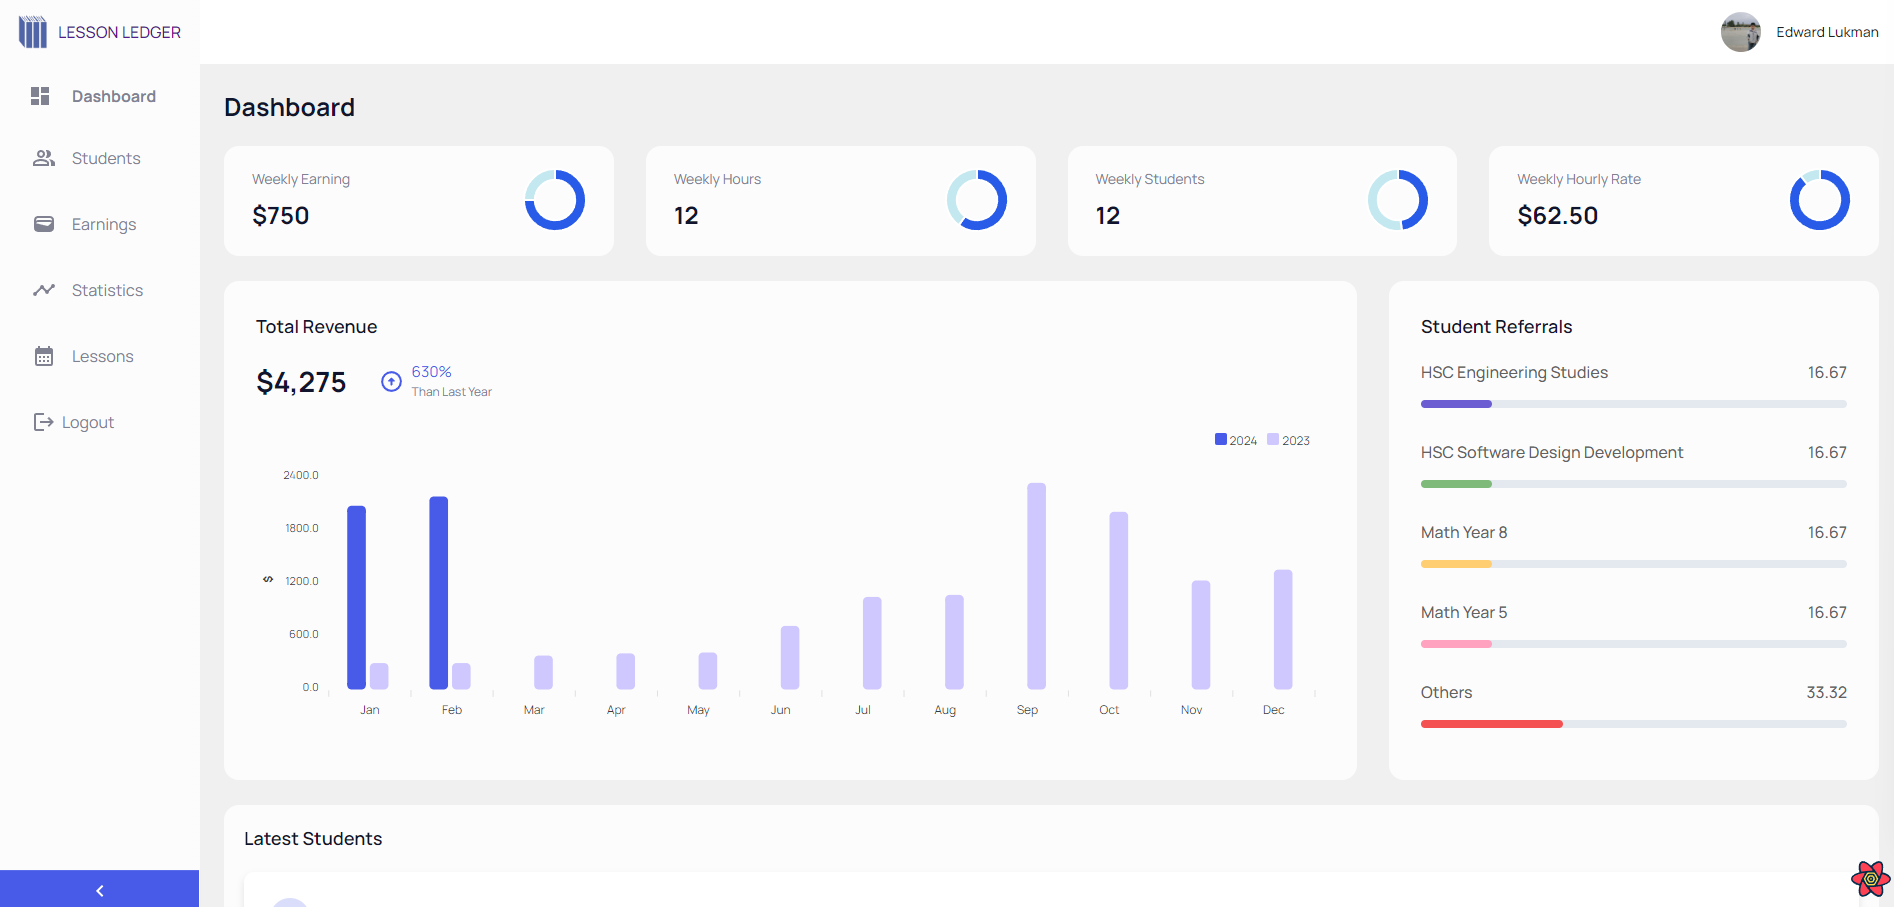 LESSON LEDGER
Edward Lukman
Dashboard
Students
Earnings
Statistics
Lessons
Logout
Dashboard
Weekly Earning
$750
Weekly Hours
12
Weekly Students
12
Weekly Hourly Rate
$62.50
Total Revenue
$4,275
630%
Than Last Year
2024 2023
2400.0
1800.0
1200.0
600.0
0.0
$
Jan Feb Mar Apr May Jun Jul Aug Sep Oct Nov Dec
Student Referrals
HSC Engineering Studies 16.67
HSC Software Design Development 16.67
Math Year 8 16.67
Math Year 5 16.67
Others 33.32
Latest Students